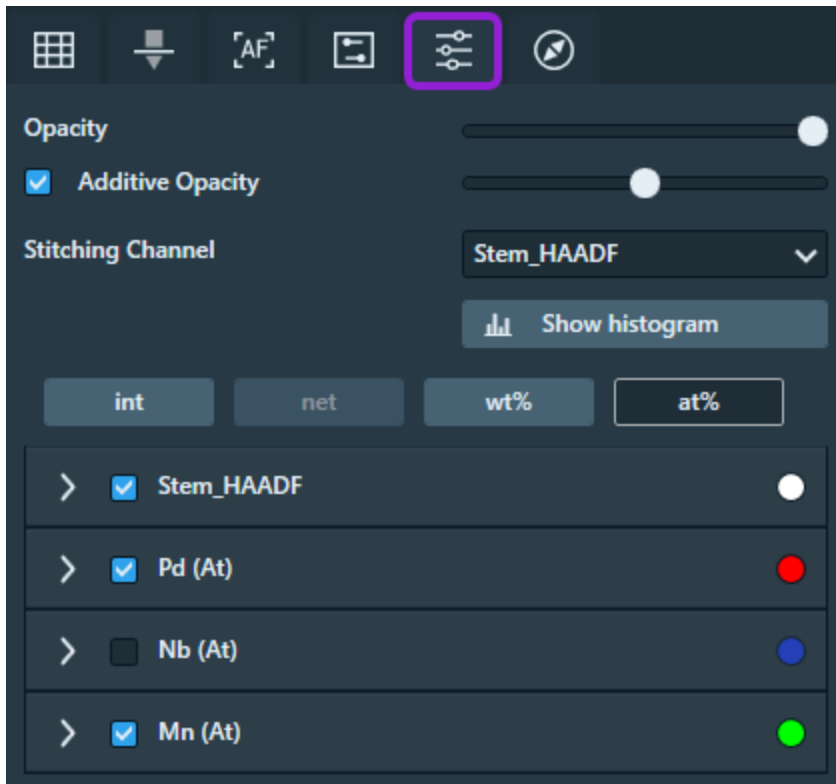 AF
Opacity
Additive Opacity
Stitching Channel Stem_HAADF
Show histogram
int net wt% at%
Stem_HAADF
Pd (At)
Nb (At)
Mn (At)